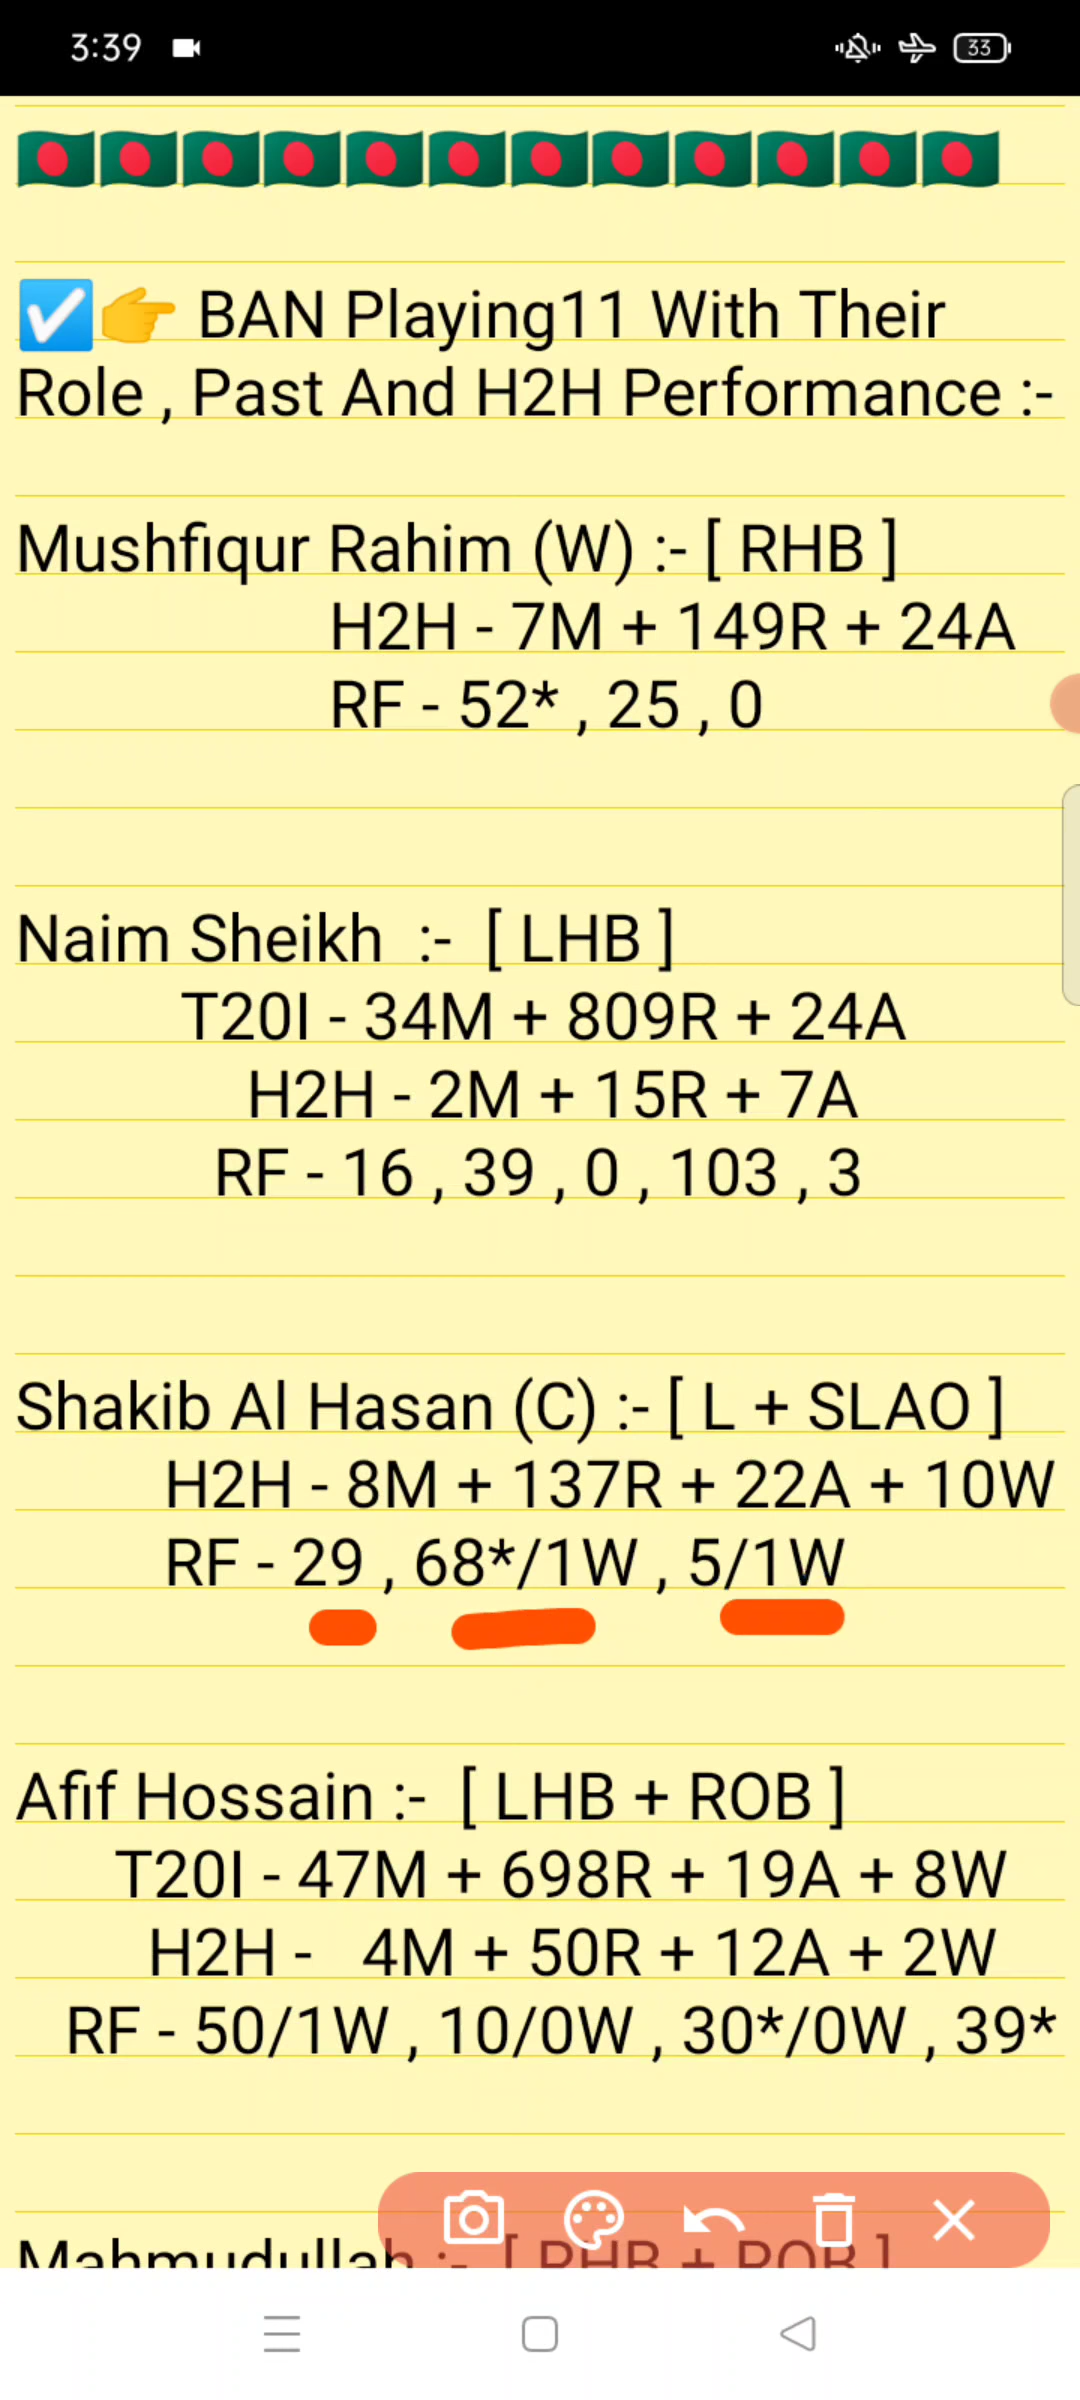 3:39
33
BAN Playing11 With Their
Role , Past And H2H Performance :-
Mushfiqur Rahim (W) :- [ RHB ]
H2H - 7M + 149R + 24A
RF - 52* , 25 , 0
Naim Sheikh :- [ LHB ]
T20I - 34M + 809R + 24A
H2H - 2M + 15R + 7A
RF - 16 , 39 , 0 , 103 , 3
Shakib Al Hasan (C) :- [ L + SLAO ]
H2H - 8M + 137R + 22A + 10W
RF - 29 , 68*/1W , 5/1W
Afif Hossain :- [ LHB + ROB ]
T20I - 47M + 698R + 19A + 8W
H2H - 4M + 50R + 12A + 2W
RF - 50/1W , 10/0W , 30*/0W , 39*
Mahmudullah :- [ RHB + ROB ]